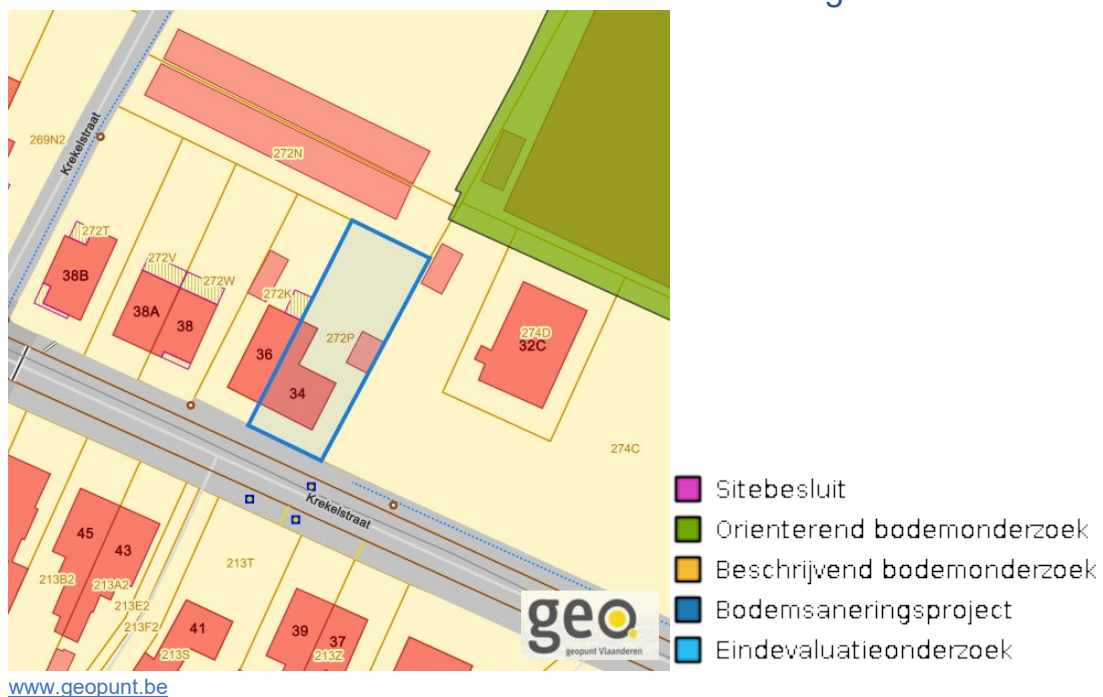 Krekelstraat
269N2
272N
272T
38B
272V
272W
38A
38
272K
36
272P
34
274D
32C
274C
Krekelstraat
45
43
213B2
213A2
213E2
213F2
213T
41
213S
39
37
213Z
geo
geopunt Vlaanderen
Sitebesluit
Oriënterend bodemonderzoek
Beschrijvend bodemonderzoek
Bodemsaneringsproject
Eindevaluatieonderzoek
www.geopunt.be